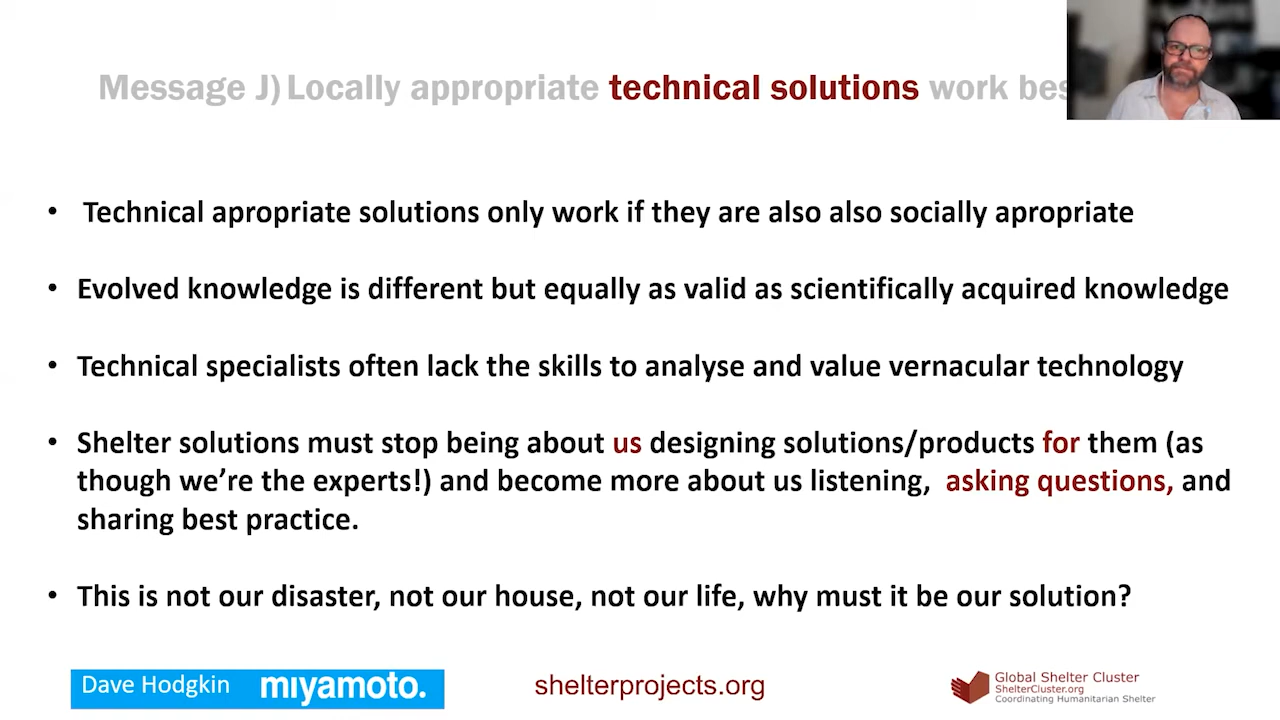 Message J) Locally appropriate technical solutions work bes
• Technical apropriate solutions only work if they are also also socially apropriate
• Evolved knowledge is different but equally as valid as scientifically acquired knowledge
• Technical specialists often lack the skills to analyse and value vernacular technology
• Shelter solutions must stop being about us designing solutions/products for them (as
though we're the experts!) and become more about us listening, asking questions, and
sharing best practice.
• This is not our disaster, not our house, not our life, why must it be our solution?
Dave Hodgkin miyamoto.
shelterprojects.org
Global Shelter Cluster
ShelterCluster.org
Coordinating Humanitarian Shelter